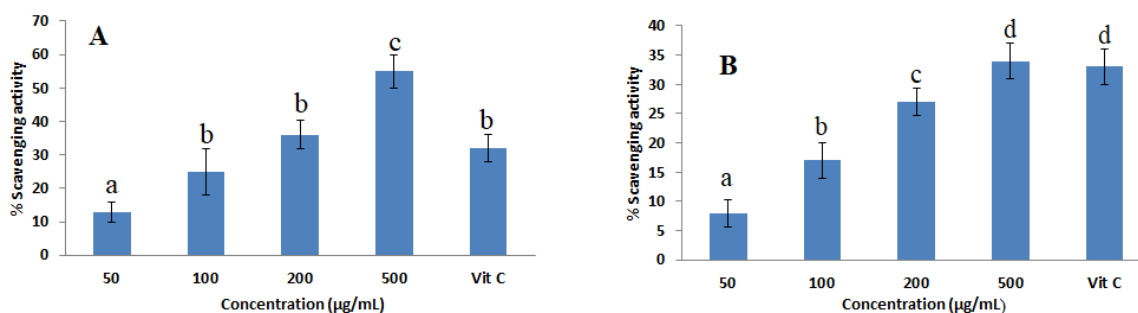 A
% Scavenging activity
70
60
50
40
30
20
10
0
a
b
b
c
b
50 100 200 500 Vit C
Concentration (µg/mL)
B
% Scavenging activity
40
35
30
25
20
15
10
5
0
a
b
c
d
d
50 100 200 500 Vit C
Concentration (µg/mL)